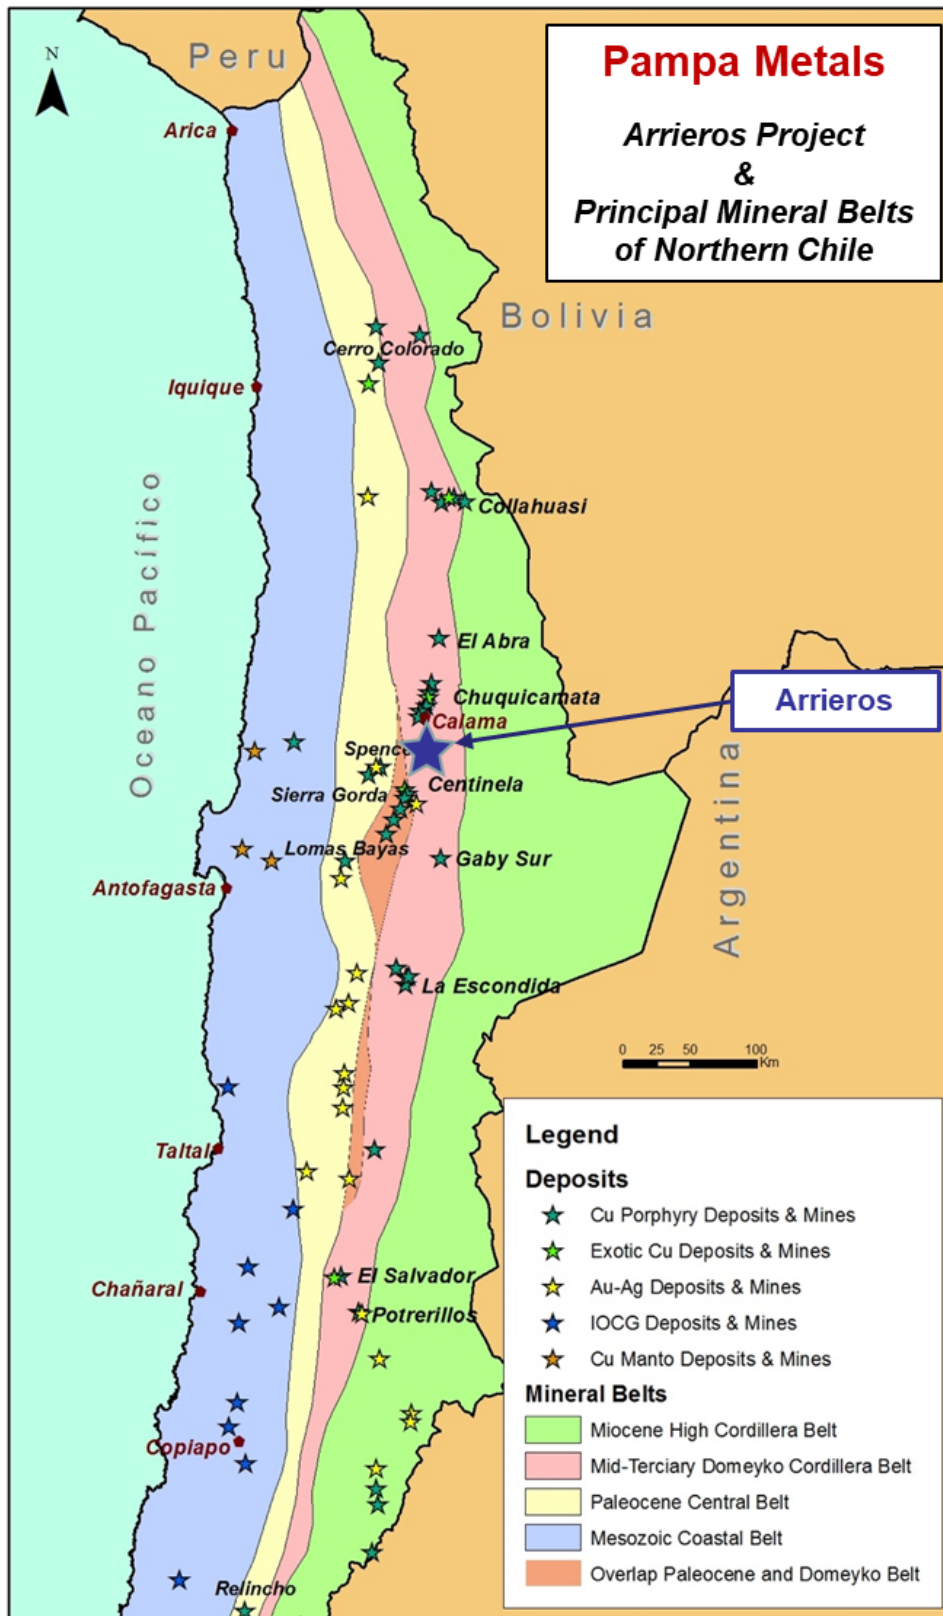 Pampa Metals
Arrieros Project
&
Principal Mineral Belts
of Northern Chile
N
Peru
Arica
Bolivia
Cerro Colorado
Iquique
Oceano Pacífico
Collahuasi
El Abra
Chuquicamata
Arrieros
Calama
Spence
Centinela
Sierra Gorda
Argentina
Lomas Bayas
Gaby Sur
Antofagasta
La Escondida
0 25 50 100
Km
Taltal
El Salvador
Chañaral
Potrerillos
Copiapo
Relincho
Legend
Deposits
Cu Porphyry Deposits & Mines
Exotic Cu Deposits & Mines
Au-Ag Deposits & Mines
IOCG Deposits & Mines
Cu Manto Deposits & Mines
Mineral Belts
Miocene High Cordillera Belt
Mid-Terciary Domeyko Cordillera Belt
Paleocene Central Belt
Mesozoic Coastal Belt
Overlap Paleocene and Domeyko Belt